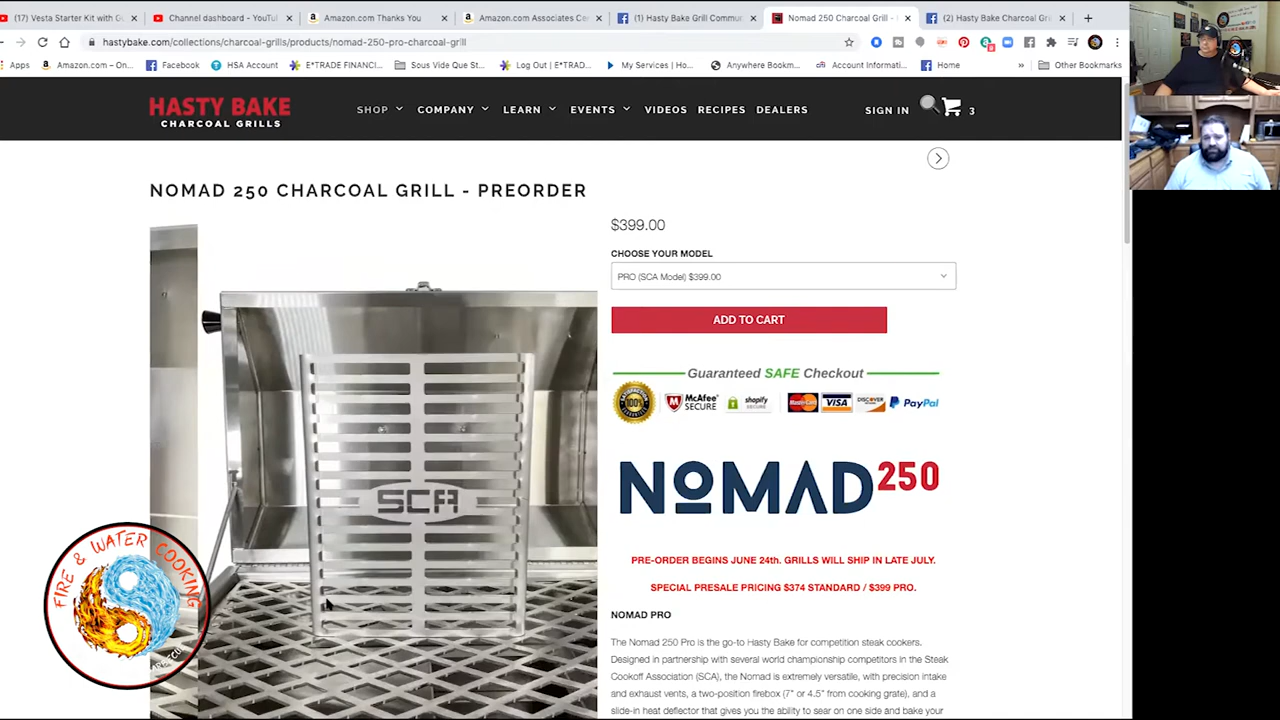 (17) Vesta Starter Kit with G
Channel dashboard - YouTu
Amazon.com Thanks You
Amazon.com Associates Ce
(1) Hasty Bake Grill Commun
Nomad 250 Charcoal Grill -
(2) Hasty Bake Charcoal Gr
hastybake.com/collections/charcoal-grills/products/nomad-250-pro-charcoal-grill
Apps
Amazon.com – On...
Facebook
HSA Account
E*TRADE FINANCI...
Sous Vide Que St...
Log Out | E*TRAD...
My Services | Ho...
Anywhere Bookm...
Account Informati...
Home
»
Other Bookmarks
HASTY BAKE
CHARCOAL GRILLS
SHOP
COMPANY
LEARN
EVENTS
VIDEOS
RECIPES
DEALERS
SIGN IN
3
NOMAD 250 CHARCOAL GRILL - PREORDER
$399.00
CHOOSE YOUR MODEL
PRO (SCA Model) $399.00
ADD TO CART
Guaranteed SAFE Checkout
100%
McAfee
SECURE
shopify
SECURE
MasterCard
VISA
DISCOVER
PayPal
SCA
NOMAD 250
PRE-ORDER BEGINS JUNE 24th. GRILLS WILL SHIP IN LATE JULY.
SPECIAL PRESALE PRICING $374 STANDARD / $399 PRO.
NOMAD PRO
The Nomad 250 Pro is the go-to Hasty Bake for competition steak cookers.
Designed in partnership with several world championship competitors in the Steak
Cookoff Association (SCA), the Nomad is extremely versatile, with precision intake
and exhaust vents, a two-position firebox (7" or 4.5" from cooking grate), and a
slide-in heat deflector that gives you the ability to sear on one side and bake your
FIRE & WATER COOKING